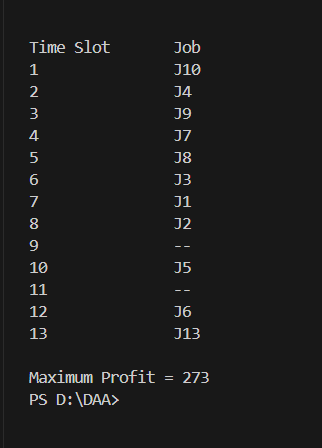 Time Slot Job
1 J10
2 J4
3 J9
4 J7
5 J8
6 J3
7 J1
8 J2
9 --
10 J5
11 --
12 J6
13 J13
Maximum Profit = 273
PS D:\DAA>